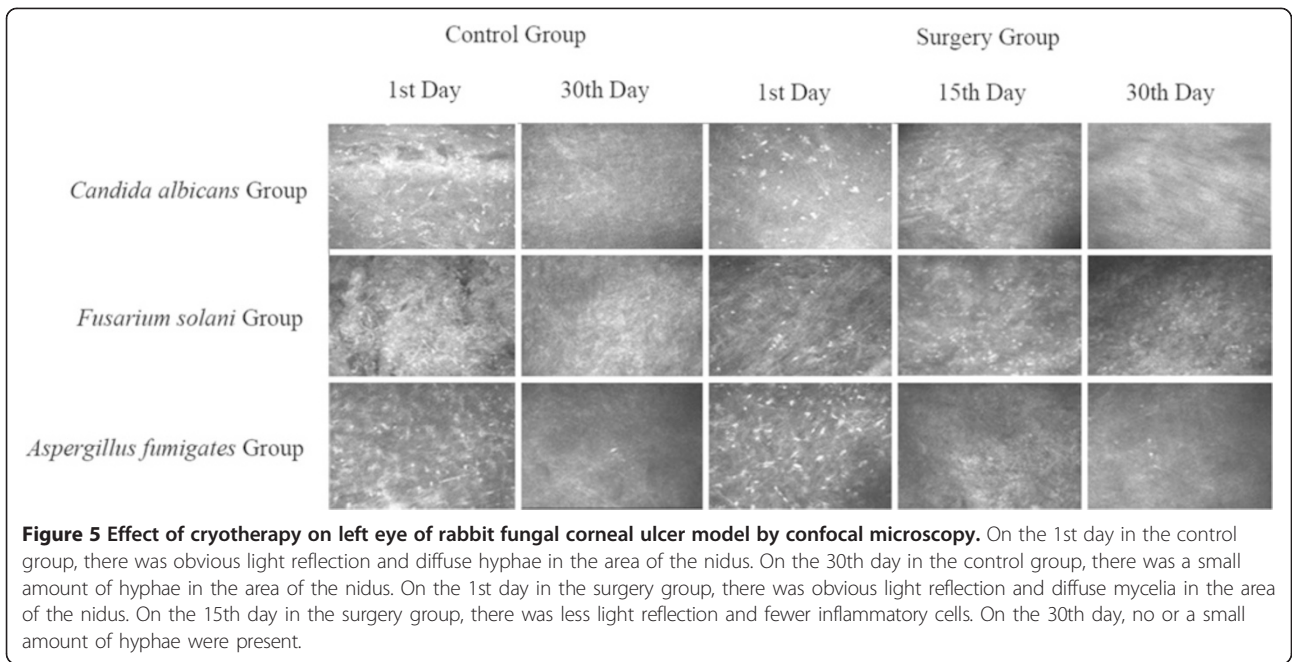 Control Group
Surgery Group
1st Day
30th Day
1st Day
15th Day
30th Day
Candida albicans Group
Fusarium solani Group
Aspergillus fumigates Group
Figure 5 Effect of cryotherapy on left eye of rabbit fungal corneal ulcer model by confocal microscopy. On the 1st day in the control
group, there was obvious light reflection and diffuse hyphae in the area of the nidus. On the 30th day in the control group, there was a small
amount of hyphae in the area of the nidus. On the 1st day in the surgery group, there was obvious light reflection and diffuse mycelia in the area
of the nidus. On the 15th day in the surgery group, there was less light reflection and fewer inflammatory cells. On the 30th day, no or a small
amount of hyphae were present.